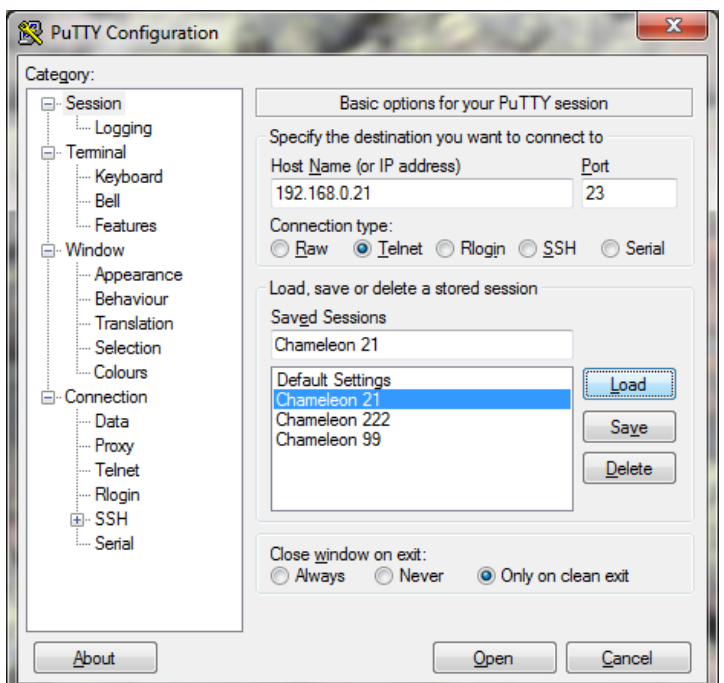 PuTTY Configuration
Category:
Session
Logging
Terminal
Keyboard
Bell
Features
Window
Appearance
Behaviour
Translation
Selection
Colours
Connection
Data
Proxy
Telnet
Rlogin
SSH
Serial
Basic options for your PuTTY session
Specify the destination you want to connect to
Host Name (or IP address) Port
192.168.0.21 23
Connection type:
Raw Telnet Rlogin SSH Serial
Load, save or delete a stored session
Saved Sessions
Chameleon 21
Default Settings
Chameleon 21
Chameleon 222
Chameleon 99
Load
Save
Delete
Close window on exit:
Always Never Only on clean exit
About Open Cancel